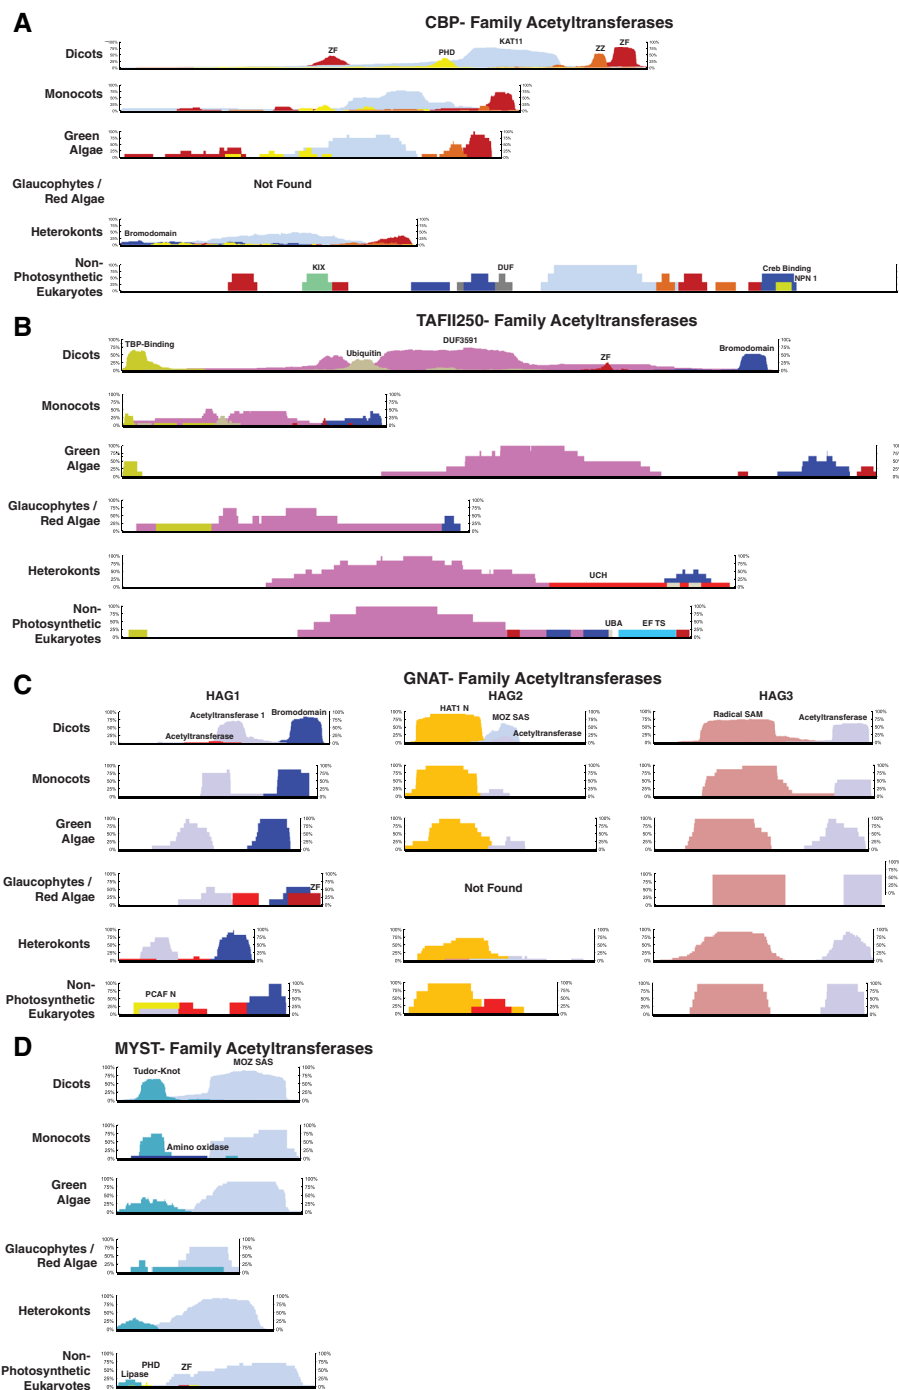 A
CBP- Family Acetyltransferases
Dicots
ZF
PHD
KAT11
ZZ
ZF
Monocots
Green
Algae
Glaucophytes /
Red Algae
Not Found
Heterokonts
Bromodomain
Non-
Photosynthetic
Eukaryotes
KIX
DUF
Creb Binding
NPN 1
B
TAFII250- Family Acetyltransferases
Dicots
TBP-Binding
Ubiquitin
DUF3591
ZF
Bromodomain
Monocots
Green
Algae
Glaucophytes /
Red Algae
Heterokonts
UCH
Non-
Photosynthetic
Eukaryotes
UBA
EF TS
C
GNAT- Family Acetyltransferases
HAG1
HAG2
HAG3
Dicots
Acetyltransferase 1
Acetyltransferase
Bromodomain
HAT1 N
MOZ SAS
Acetyltransferase
Radical SAM
Acetyltransferase
Monocots
Green
Algae
Glaucophytes /
Red Algae
ZF
Not Found
Heterokonts
Non-
Photosynthetic
Eukaryotes
PCAF N
D
MYST- Family Acetyltransferases
Dicots
Tudor-Knot
MOZ SAS
Monocots
Amino oxidase
Green
Algae
Glaucophytes /
Red Algae
Heterokonts
Non-
Photosynthetic
Eukaryotes
Lipase
PHD
ZF
100%
75%
50%
25%
0%